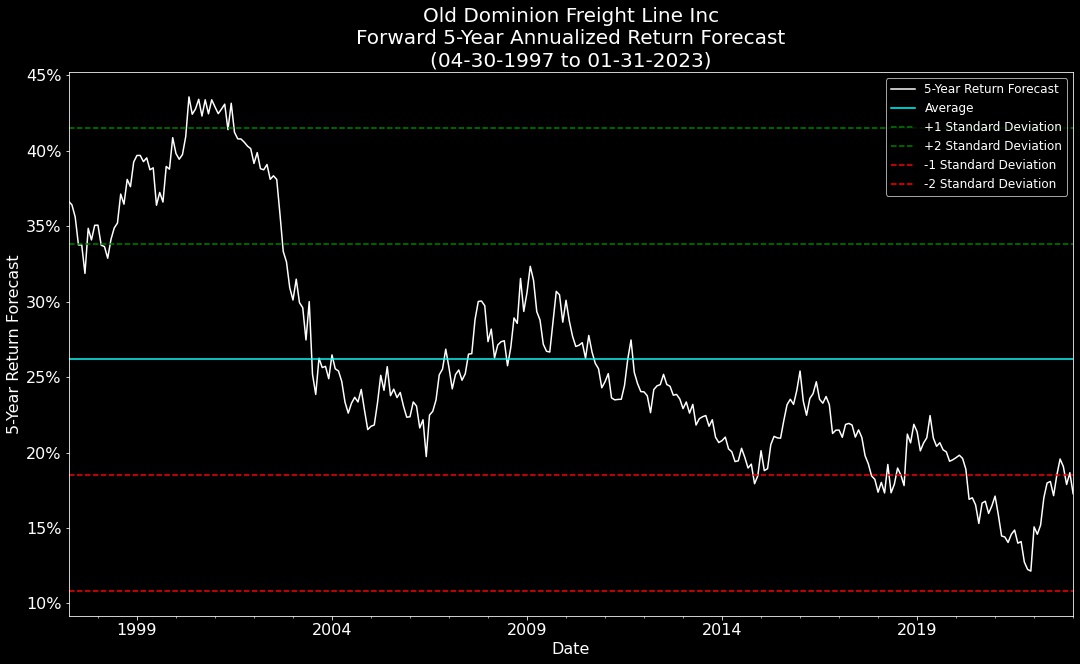 Old Dominion Freight Line Inc
Forward 5-Year Annualized Return Forecast
(04-30-1997 to 01-31-2023)
5-Year Return Forecast
45%
40%
35%
30%
25%
20%
15%
10%
5-Year Return Forecast
Average
+1 Standard Deviation
+2 Standard Deviation
-1 Standard Deviation
-2 Standard Deviation
1999
2004
2009
2014
2019
Date